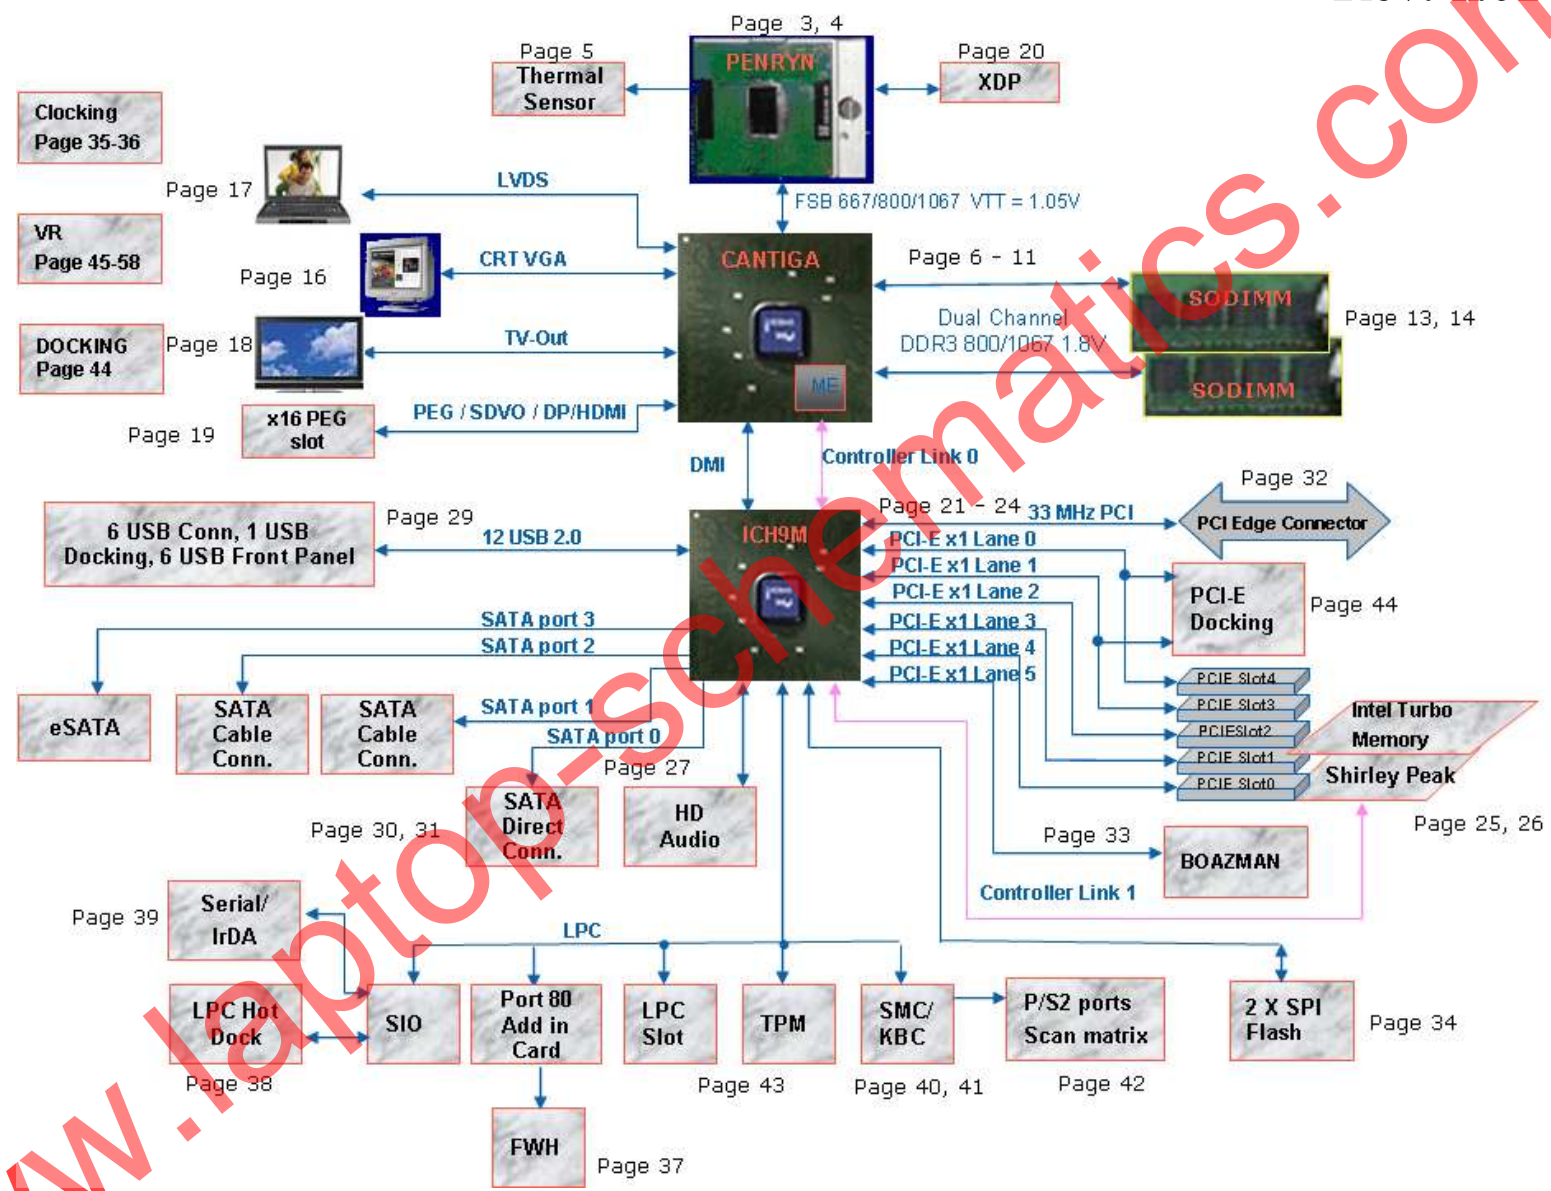 Page 3, 4
Page 5
Thermal
Sensor
PENRYN
Page 20
XDP
Clocking
Page 35-36
Page 17
LVDS
FSB 667/800/1067 VTT = 1.05V
VR
Page 45-58
Page 16
CRT VGA
CANTIGA
Page 6 - 11
SODIMM
Page 13, 14
DOCKING
Page 44
Page 18
TV-Out
Dual Channel
DDR3 800/1067 1.8V
ME
SODIMM
Page 19
x16 PEG
slot
PEG / SDVO / DP/HDMI
DMI
Controller Link 0
6 USB Conn, 1 USB
Docking, 6 USB Front Panel
Page 29
12 USB 2.0
ICH9M
Page 21 - 24
33 MHz PCI
Page 32
PCI Edge Connector
PCI-E x1 Lane 0
PCI-E x1 Lane 1
PCI-E x1 Lane 2
PCI-E x1 Lane 3
PCI-E x1 Lane 4
PCI-E x1 Lane 5
PCI-E
Docking
Page 44
SATA port 3
SATA port 2
SATA port 1
SATA port 0
eSATA
SATA
Cable
Conn.
SATA
Cable
Conn.
PCIE Slot4
PCIE Slot3
PCIESlot2
PCIE Slot1
PCIE Slot0
Intel Turbo
Memory
Shirley Peak
Page 25, 26
Page 27
Page 30, 31
SATA
Direct
Conn.
HD
Audio
Page 33
BOAZMAN
Controller Link 1
Page 39
Serial/
IrDA
LPC
LPC Hot
Dock
Page 38
SIO
Port 80
Add in
Card
LPC
Slot
TPM
Page 43
SMC/
KBC
Page 40, 41
P/S2 ports
Scan matrix
Page 42
2 X SPI
Flash
Page 34
FWH
Page 37
www.laptop-schematics.com